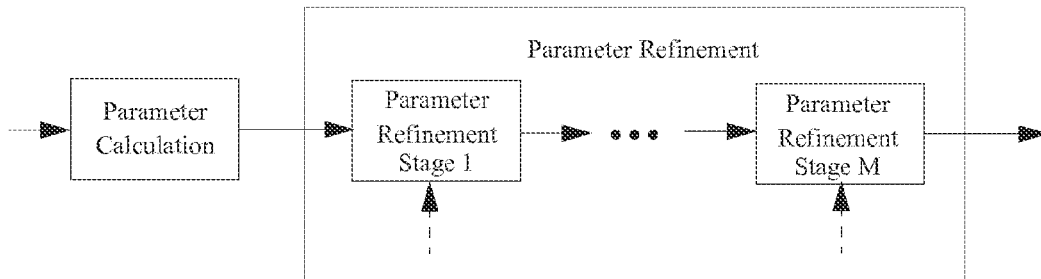 Parameter Refinement
Parameter
Calculation
Parameter
Refinement
Stage 1
Parameter
Refinement
Stage M